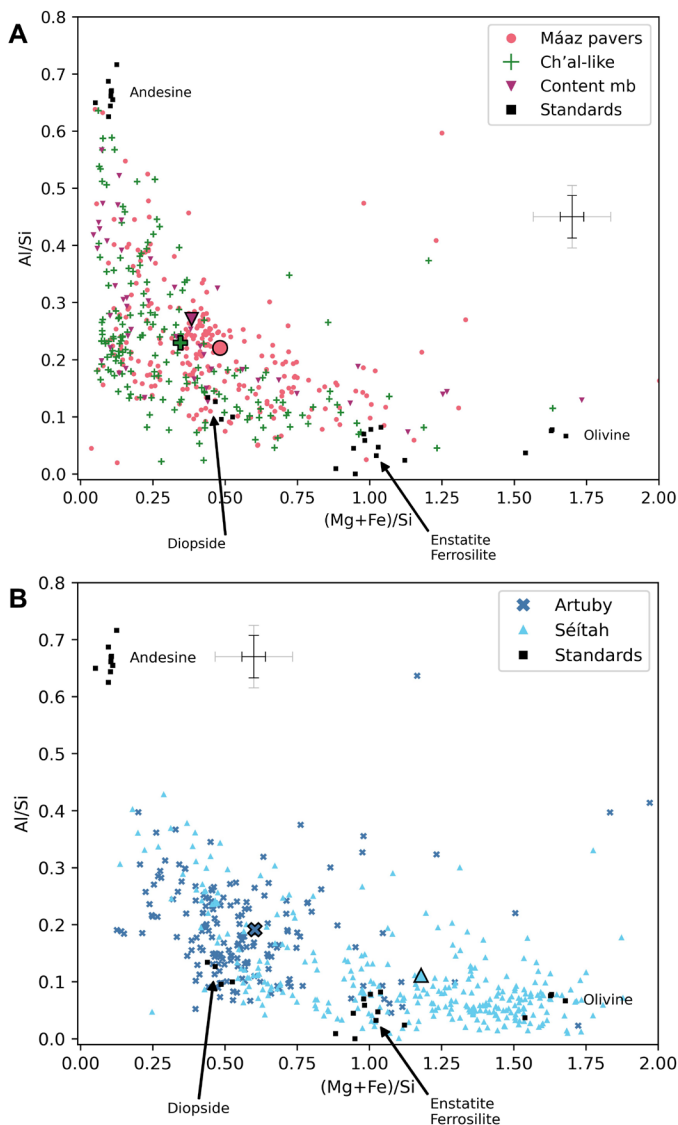 A
0.8
0.7
0.6
0.5
0.4
0.3
0.2
0.1
0.0
Al/Si
Andesine
Máaz pavers
Ch'al-like
Content mb
Standards
Olivine
0.00 0.25 0.50 0.75 1.00 1.25 1.50 1.75 2.00
(Mg+Fe)/Si
Diopside
Enstatite
Ferrosilite
B
0.8
0.7
0.6
0.5
0.4
0.3
0.2
0.1
0.0
Al/Si
Andesine
Artuby
Séítah
Standards
Olivine
0.00 0.25 0.50 0.75 1.00 1.25 1.50 1.75 2.00
(Mg+Fe)/Si
Diopside
Enstatite
Ferrosilite